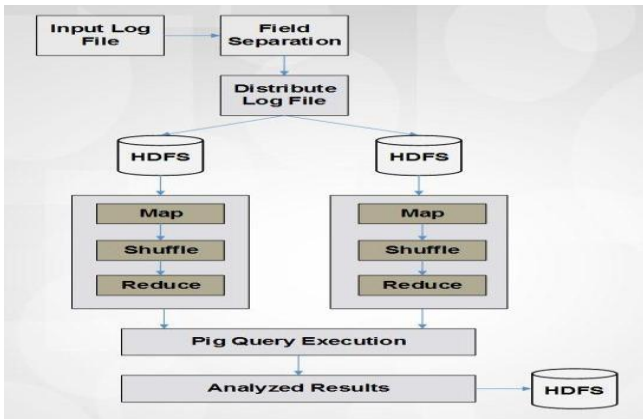 Input Log
File
Field
Separation
Distribute
Log File
HDFS
HDFS
Map
Shuffle
Reduce
Map
Shuffle
Reduce
Pig Query Execution
Analyzed Results
HDFS